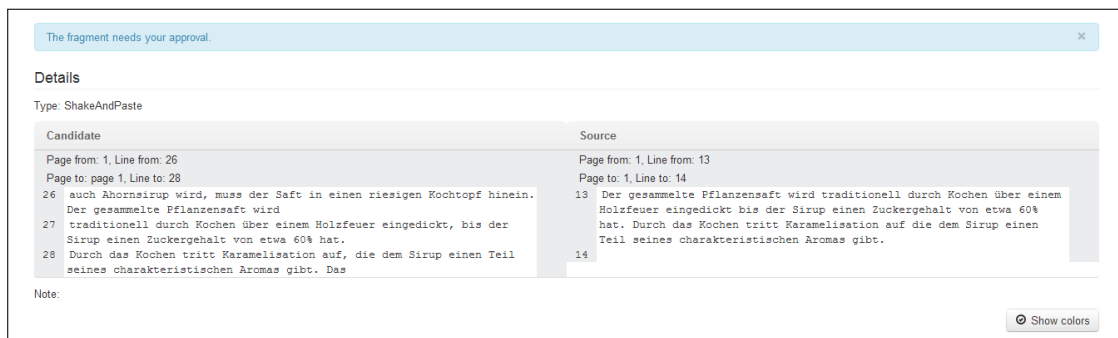 The fragment needs your approval.
×
Details
Type: ShakeAndPaste
Candidate
Page from: 1, Line from: 26
Page to: page 1, Line to: 28
26 auch Ahornsirup wird, muss der Saft in einen riesigen Kochtopf hinein.
Der gesammelte Pflanzensaft wird
27 traditionell durch Kochen über einem Holzfeuer eingedickt, bis der
Sirup einen Zuckergehalt von etwa 60% hat.
28 Durch das Kochen tritt Karamelisation auf, die dem Sirup einen Teil
seines charakteristischen Aromas gibt. Das
Source
Page from: 1, Line from: 13
Page to: 1, Line to: 14
13 Der gesammelte Pflanzensaft wird traditionell durch Kochen über einem
Holzfeuer eingedickt bis der Sirup einen Zuckergehalt von etwa 60%
hat. Durch das Kochen tritt Karamelisation auf die dem Sirup einen
Teil seines charakteristischen Aromas gibt.
14
Note:
Show colors